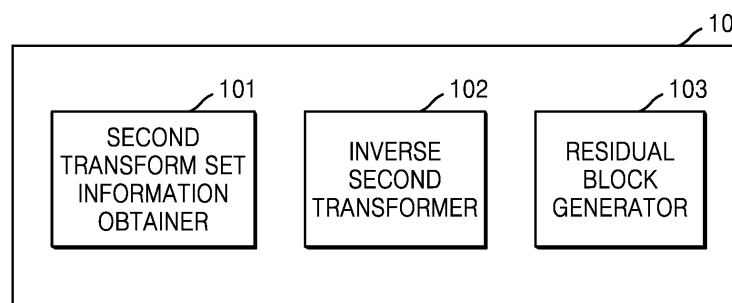 10
101
102
103
SECOND
TRANSFORM SET
INFORMATION
OBTAINER
INVERSE
SECOND
TRANSFORMER
RESIDUAL
BLOCK
GENERATOR